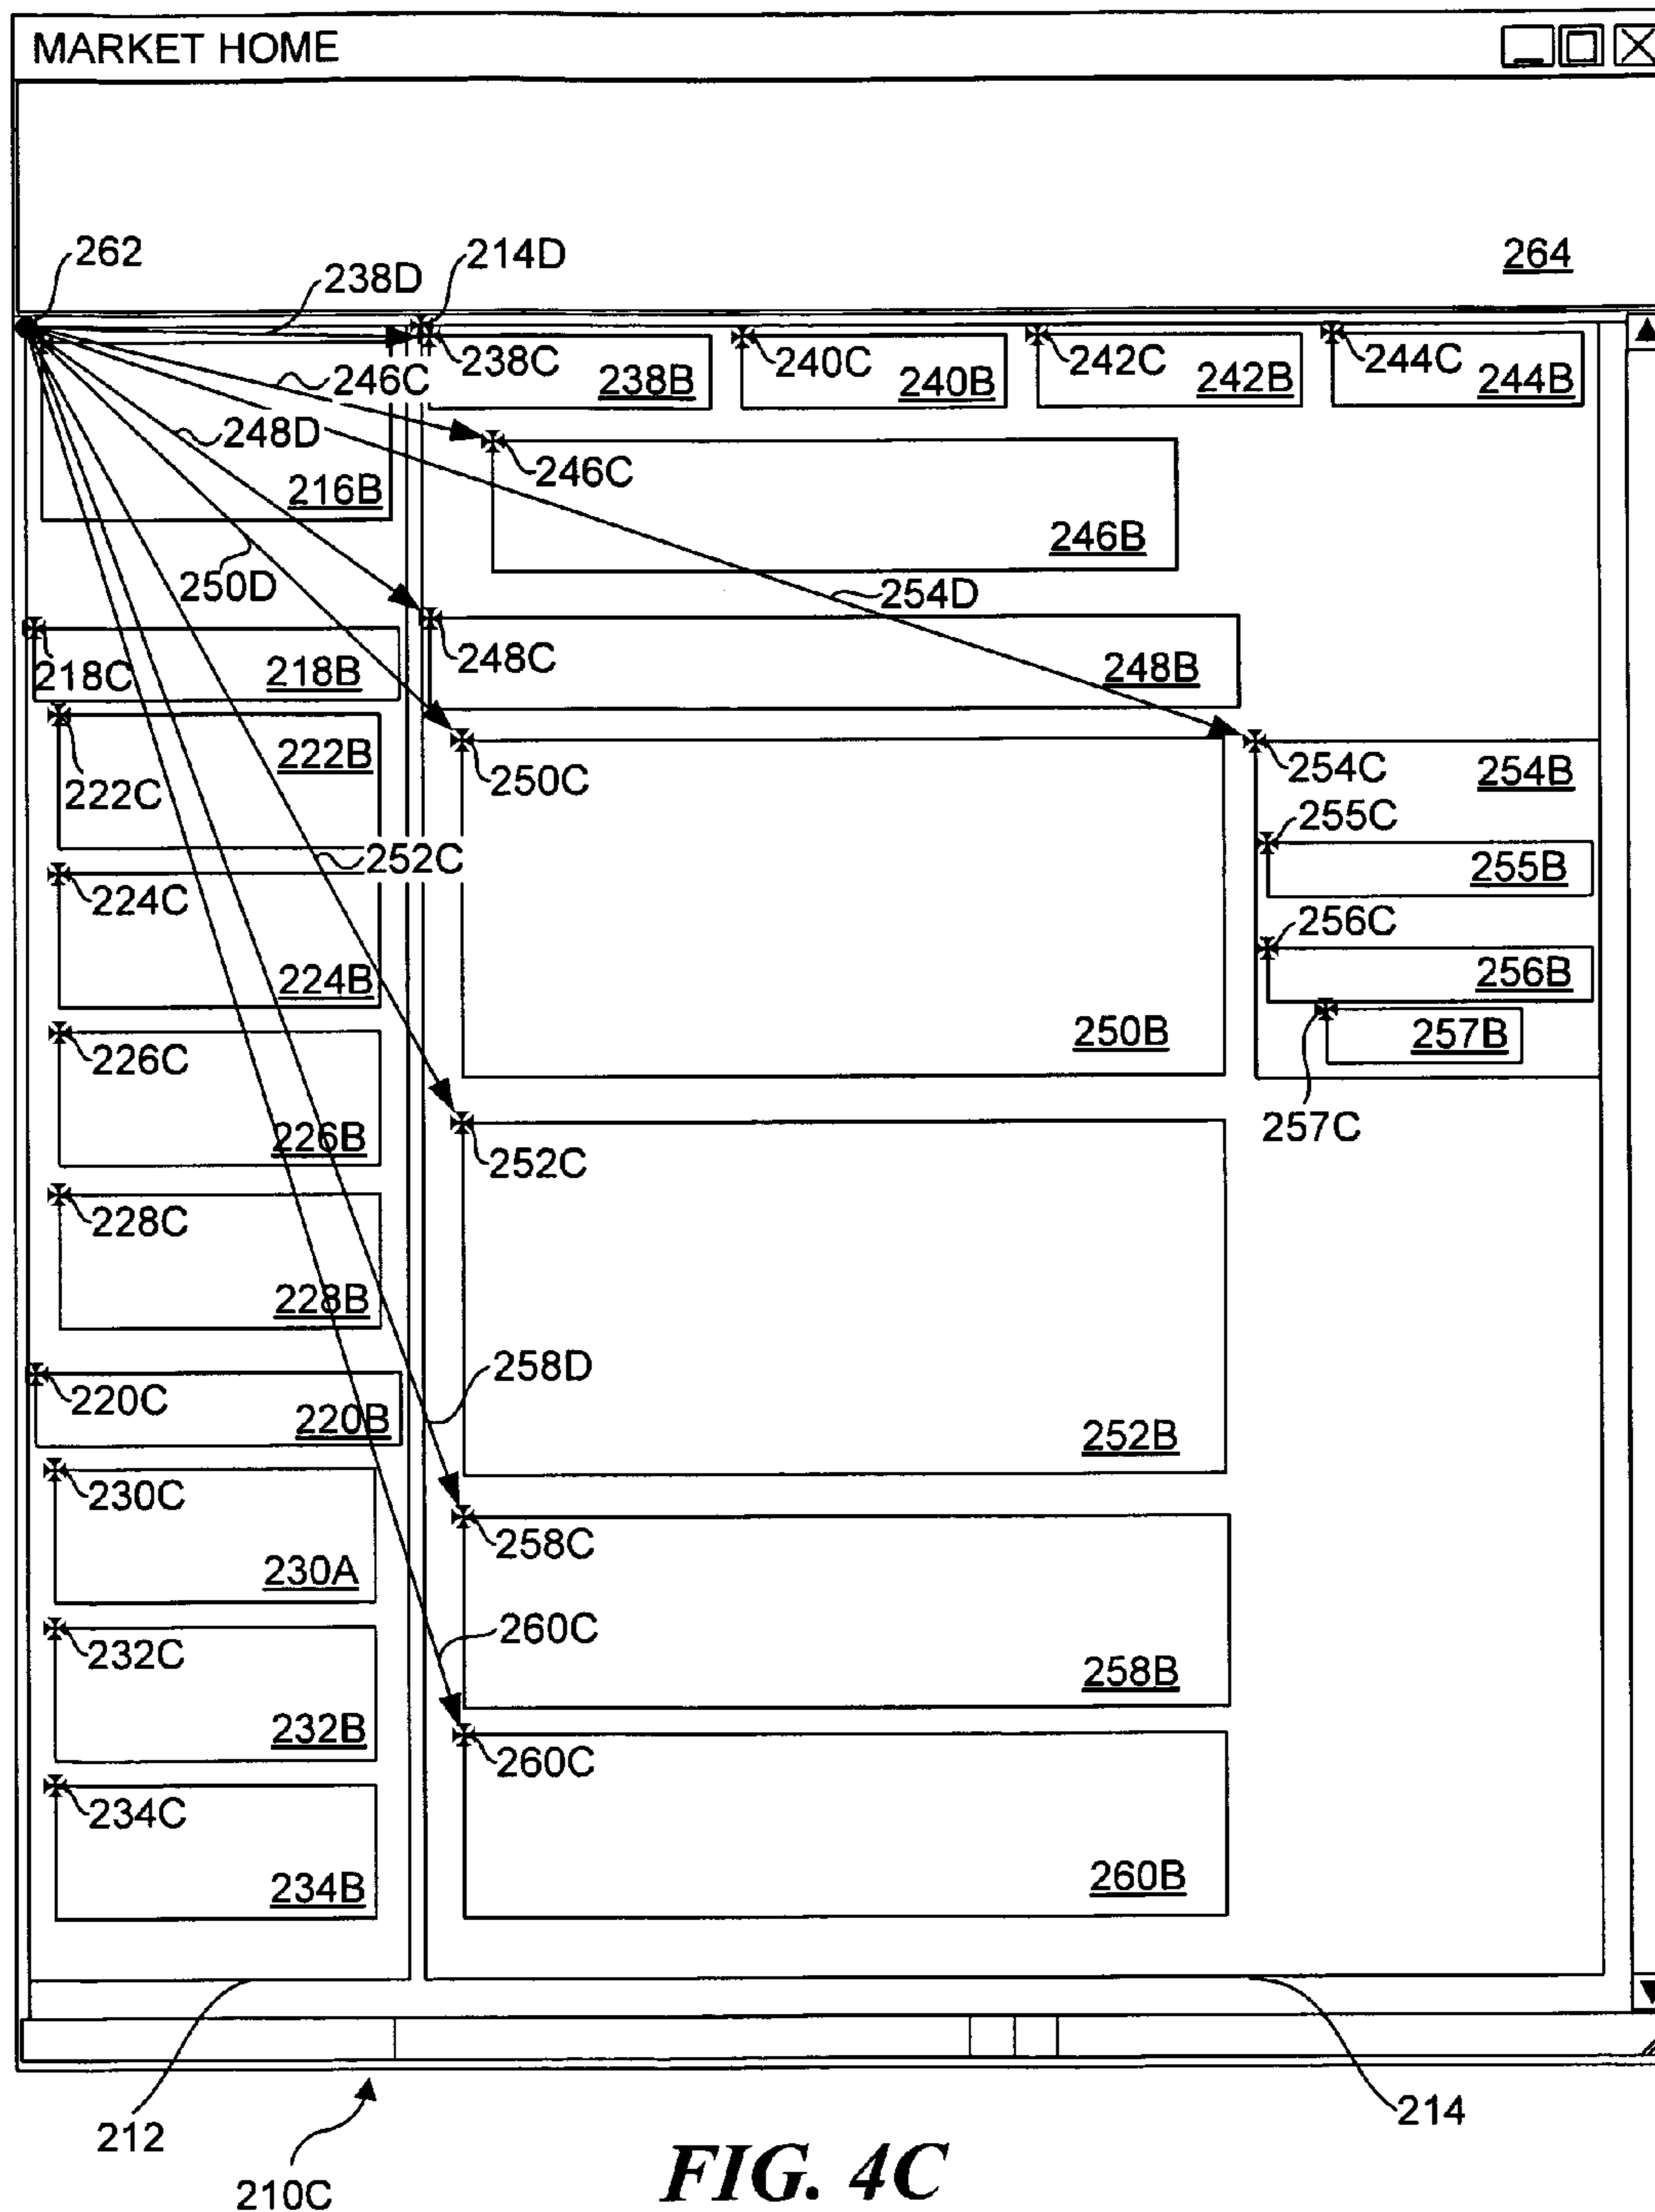 MARKET HOME
264
262
238D
214D
238C
238B
240C
240B
242C
242B
244C
244B
246C
248D
216B
246C
246B
250D
254D
218C
218B
248C
248B
222B
222C
250C
254C
254B
255C
255B
252C
224C
224B
256C
256B
250B
257B
257C
226C
226B
252C
228C
228B
258D
220C
220B
252B
230C
230A
258C
260C
232C
232B
258B
260C
234C
234B
260B
212
214
210C
FIG. 4C